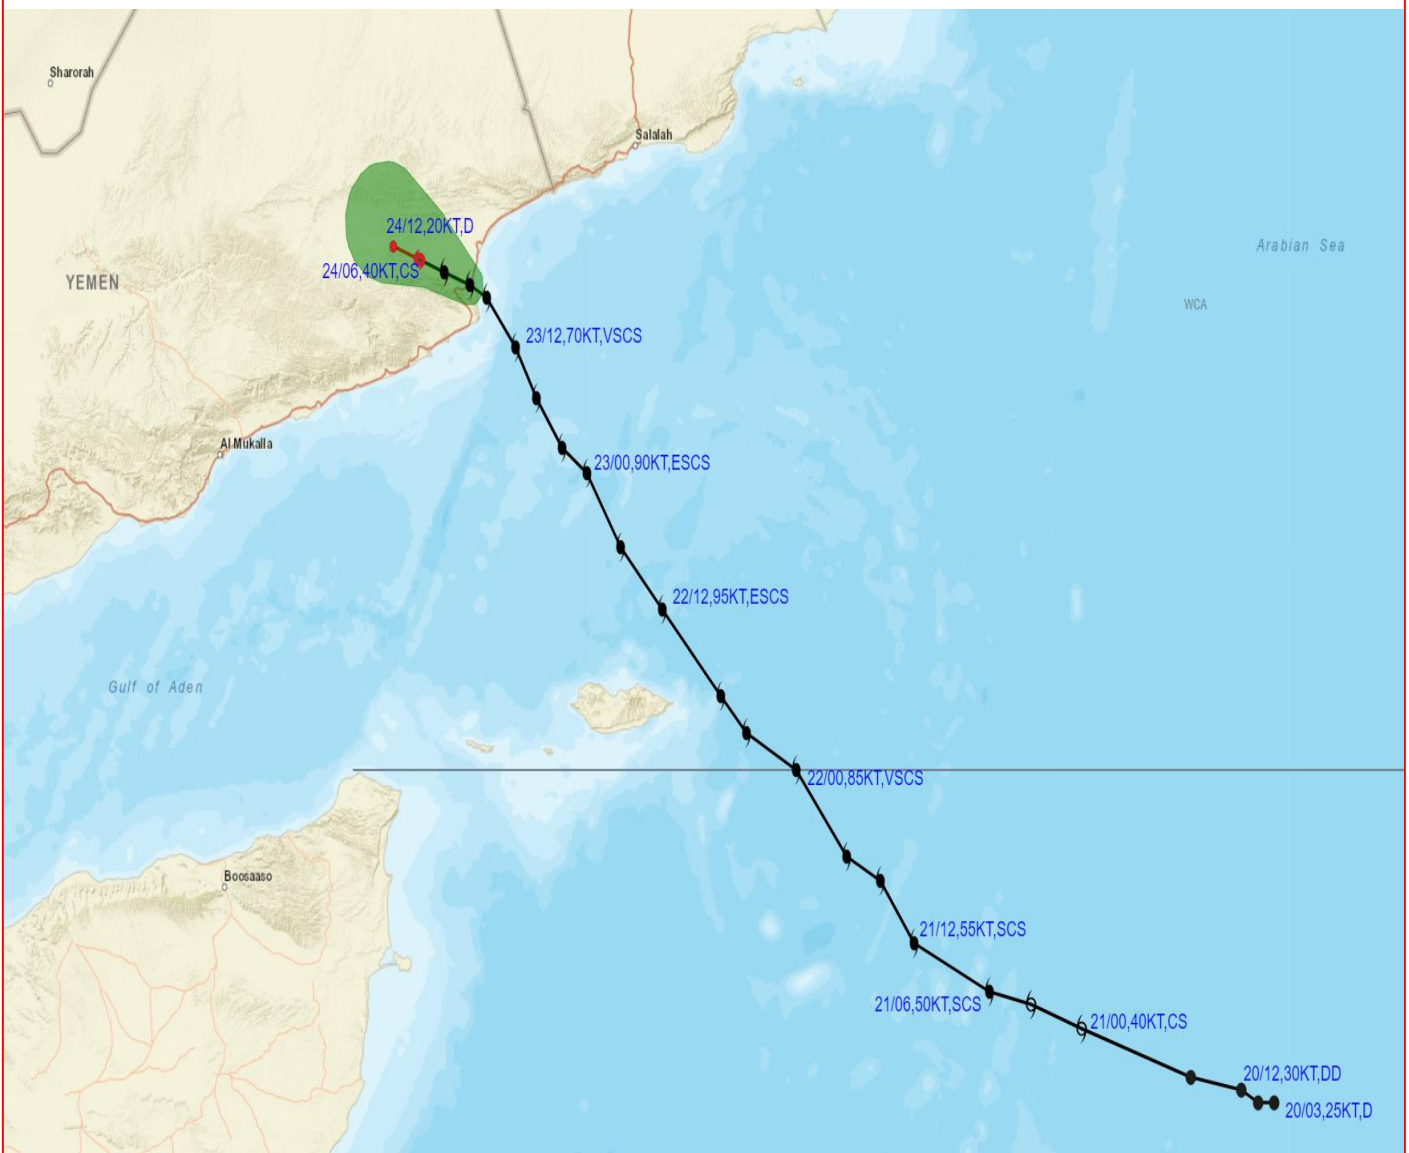 Sharorah
Salalah
24/12,20KT,D
Arabian Sea
24/06,40KT,CS
YEMEN
WCA
23/12,70KT,VSCS
Al Mukalla
23/00,90KT,ESCS
22/12,95KT,ESCS
Gulf of Aden
22/00,85KT,VSCS
Boosaaso
21/12,55KT,SCS
21/06,50KT,SCS
21/00,40KT,CS
20/12,30KT,DD
20/03,25KT,D